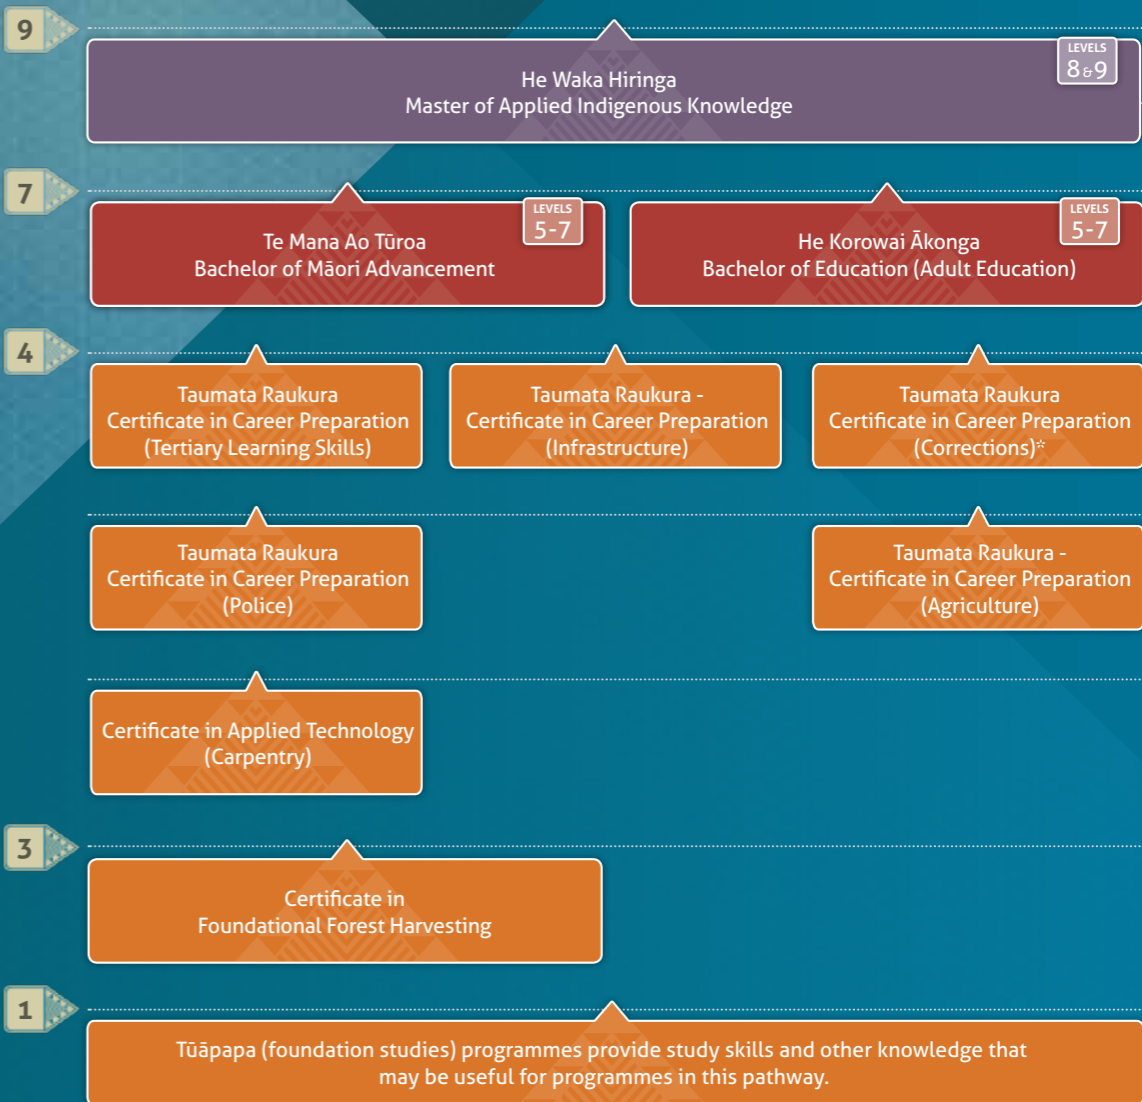 9
LEVELS
8&9
He Waka Hiringa
Master of Applied Indigenous Knowledge
7
LEVELS
5-7
Te Mana Ao Tūroa
Bachelor of Māori Advancement
LEVELS
5-7
He Korowai Ākonga
Bachelor of Education (Adult Education)
4
Taumata Raukura
Certificate in Career Preparation
(Tertiary Learning Skills)
Taumata Raukura -
Certificate in Career Preparation
(Infrastructure)
Taumata Raukura
Certificate in Career Preparation
(Corrections)*
Taumata Raukura
Certificate in Career Preparation
(Police)
Taumata Raukura -
Certificate in Career Preparation
(Agriculture)
Certificate in Applied Technology
(Carpentry)
3
Certificate in
Foundational Forest Harvesting
1
Tūāpapa (foundation studies) programmes provide study skills and other knowledge that
may be useful for programmes in this pathway.